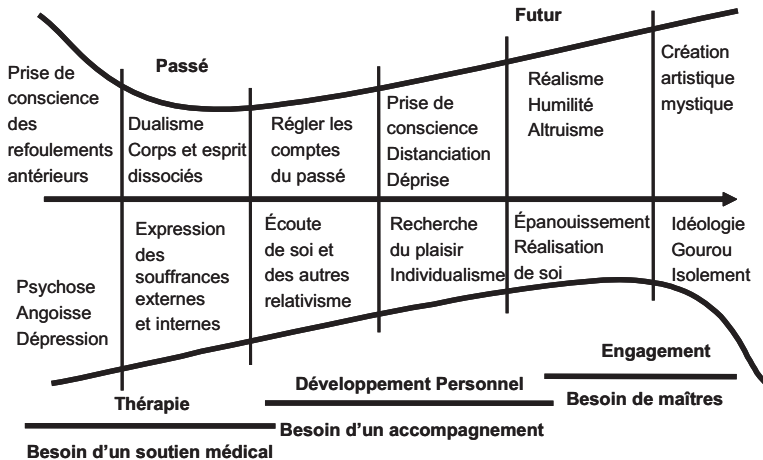 Futur
Passé
Prise de
conscience
des
refoulements
antérieurs
Dualisme
Corps et esprit
dissociés
Régler les
comptes
du passé
Prise de
conscience
Distanciation
Déprise
Réalisme
Humilité
Altruisme
Création
artistique
mystique
Psychose
Angoisse
Dépression
Expression
des
souffrances
externes
et internes
Écoute
de soi et
des autres
relativisme
Recherche
du plaisir
Individualisme
Épanouissement
Réalisation
de soi
Idéologie
Gourou
Isolement
Thérapie
Besoin d’un soutien médical
Développement Personnel
Besoin d’un accompagnement
Engagement
Besoin de maîtres